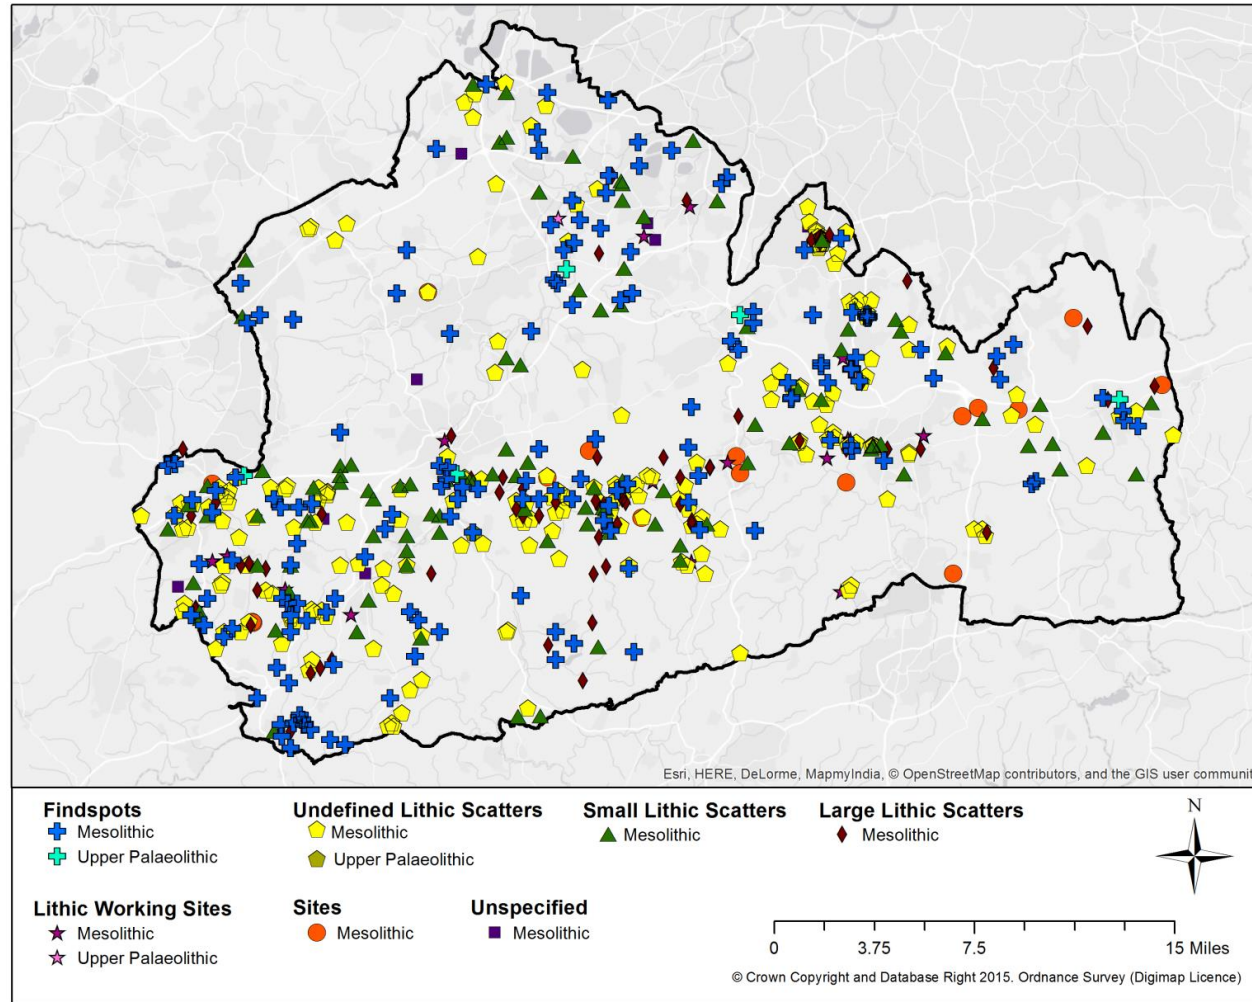 Esri, HERE, DeLorme, MapmyIndia, © OpenStreetMap contributors, and the GIS user communit
Findspots
Mesolithic
Upper Palaeolithic
Undefined Lithic Scatters
Mesolithic
Upper Palaeolithic
Small Lithic Scatters
Mesolithic
Large Lithic Scatters
Mesolithic
N
Lithic Working Sites
Mesolithic
Upper Palaeolithic
Sites
Mesolithic
Unspecified
Mesolithic
0 3.75 7.5 15 Miles
© Crown Copyright and Database Right 2015. Ordnance Survey (Digimap Licence)